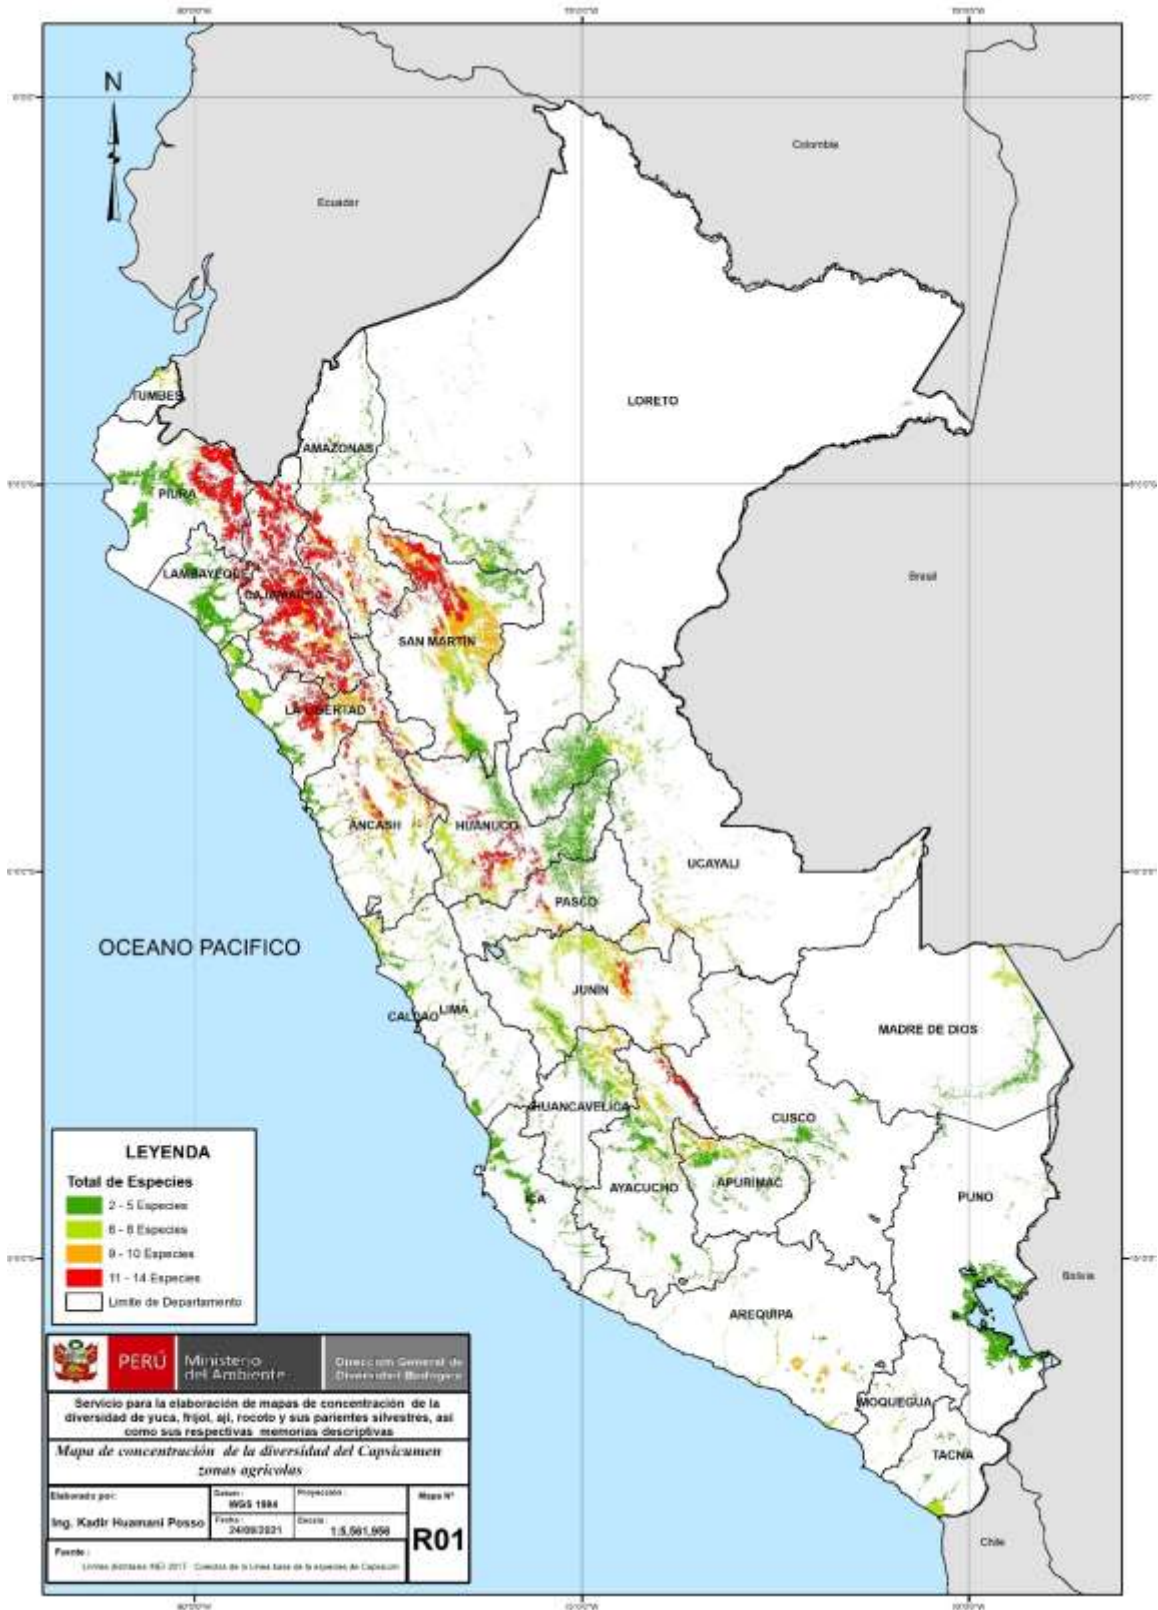 N
Colombia
Ecuador
TUMBES
LORETO
AMAZONAS
PIURA
Brasil
LAMBAYEQUE
CAJAMARCA
SAN MARTÍN
LA LIBERTAD
ANCASH
HUANUCO
UCAYALI
PASCO
OCEANO PACIFICO
JUNIN
CALLAO
LIMA
MADRE DE DIOS
HUANCAVELICA
CUSCO
ICA
AYACUCHO
APURIMAC
PUNO
Bolivia
AREQUIPA
MOQUEGUA
TACNA
Chile
LEYENDA
Total de Especies
2 - 5 Especies
6 - 8 Especies
9 - 10 Especies
11 - 14 Especies
Limite de Departamento
PERÚ
Ministerio
del Ambiente
Dirección General de
Diversidad Biológica
Servicio para la elaboración de mapas de concentración de la
diversidad de yuca, frijol, ají, rocoto y sus parientes silvestres, así
como sus respectivas memorias descriptivas
Mapa de concentración de la diversidad del Capsicumen
zonas agrícolas
Elaborado por:
Ing. Kadir Huamani Posso
Datum:
WGS 1984
Proyección:
Fecha:
24/09/2021
Escala:
1:5,561,956
Mapa N°
R01
Fuente: